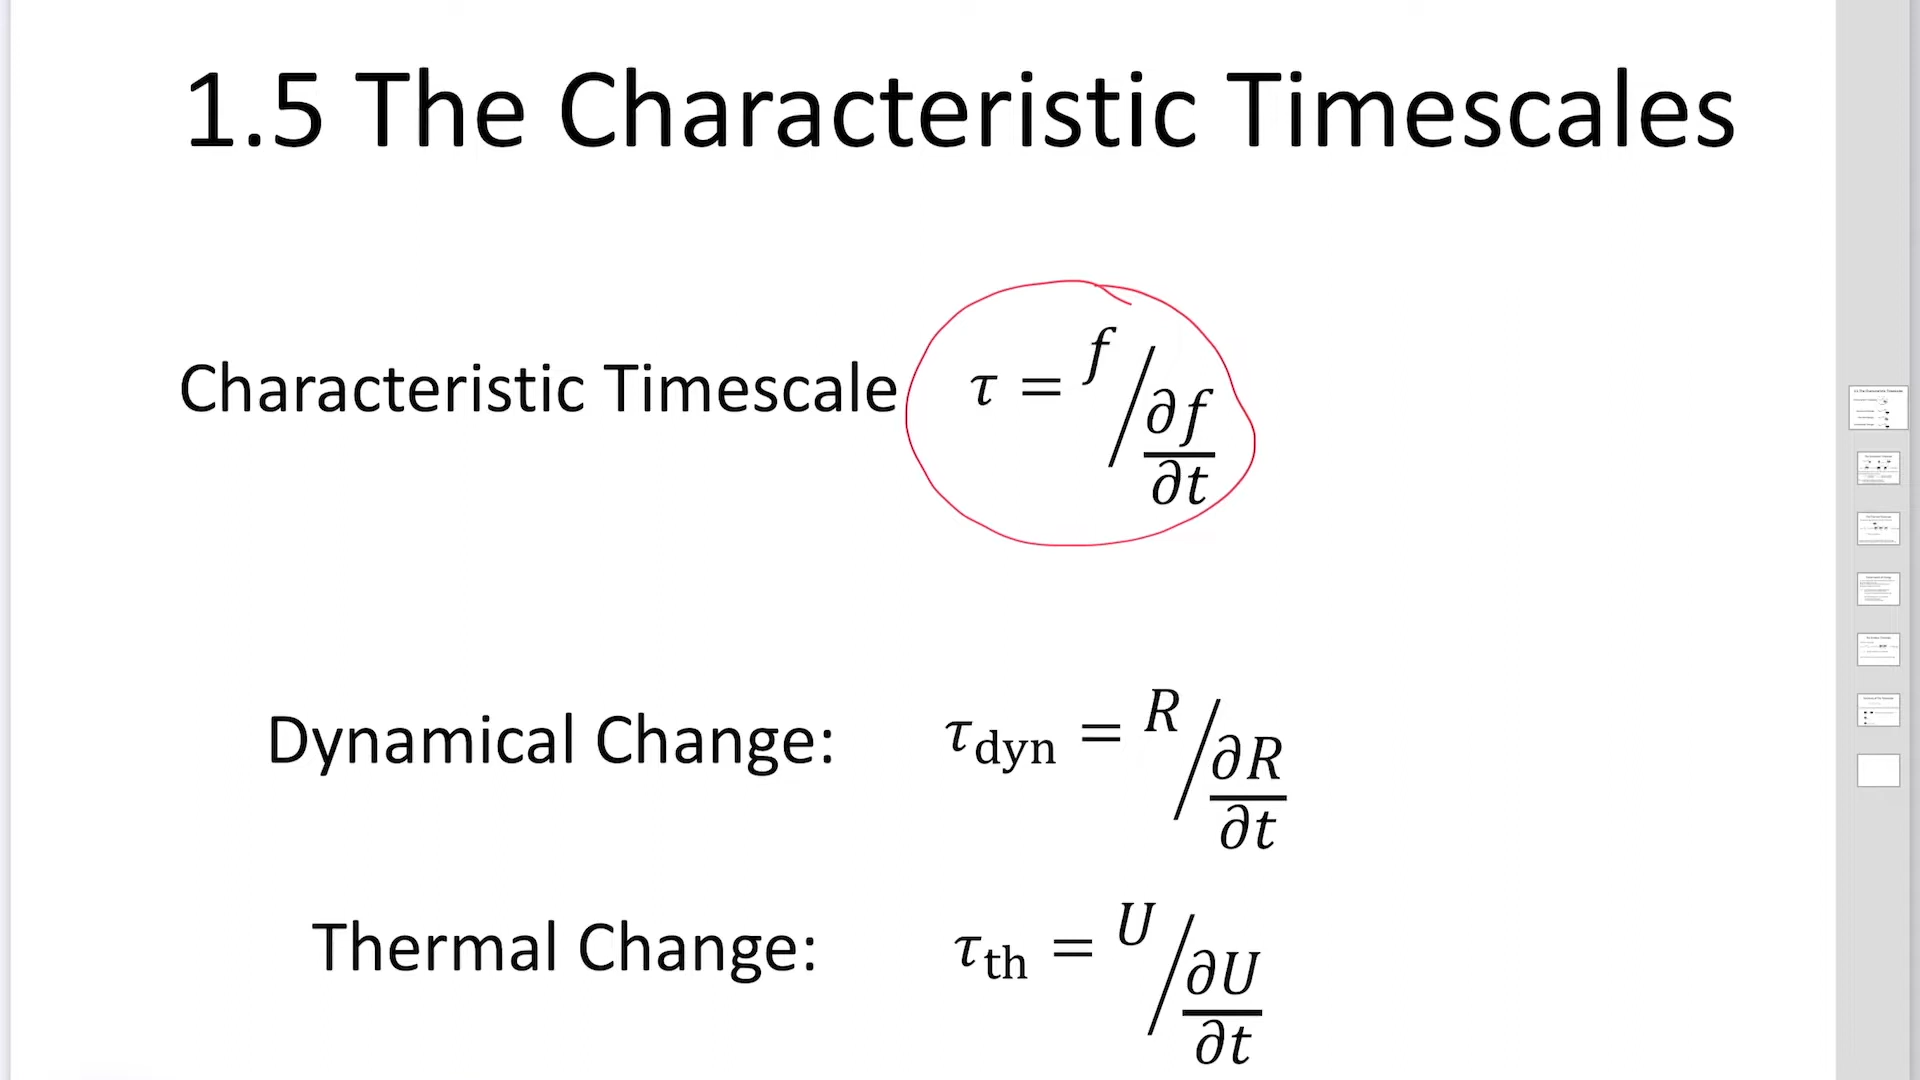 1.5 The Characteristic Timescales
Characteristic Timescale τ = f/∂f/∂t
Dynamical Change: τdyn = R/∂R/∂t
Thermal Change: τth = U/∂U/∂t